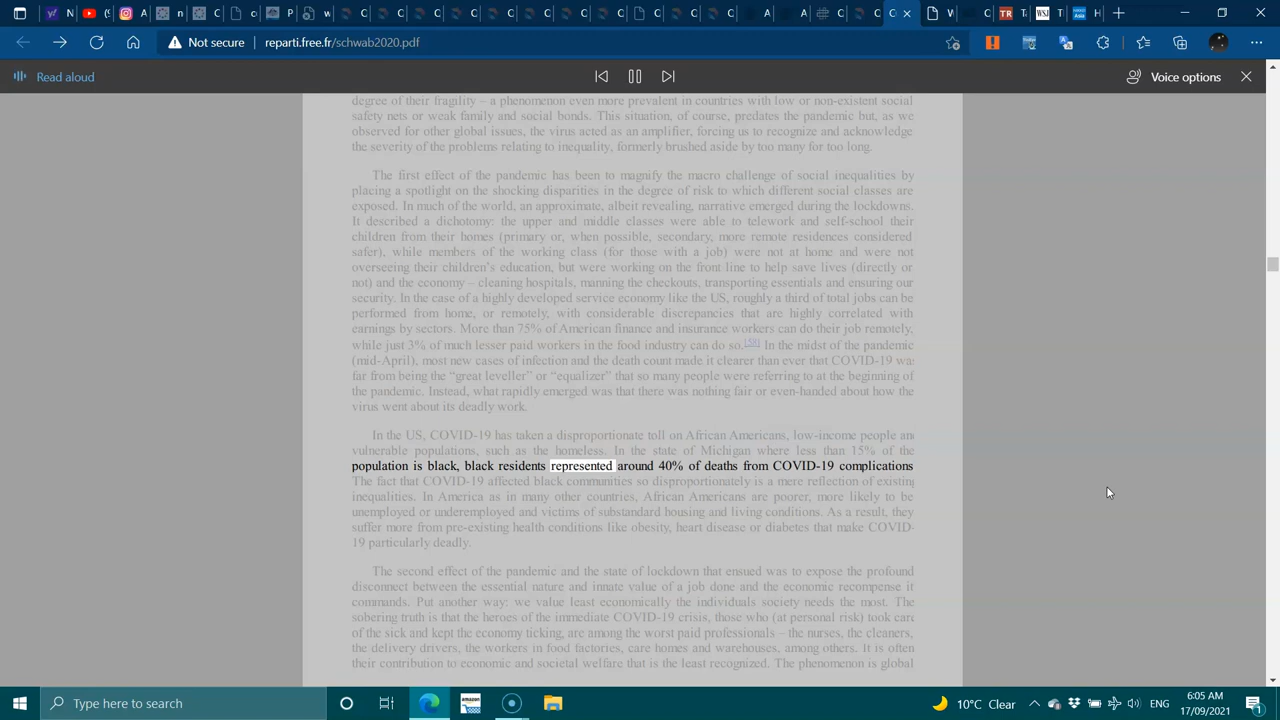 Not secure
reparti.free.fr/schwab2020.pdf
Read aloud
Voice options
degree of their fragility – a phenomenon even more prevalent in countries with low or non-existent social
safety nets or weak family and social bonds. This situation, of course, predates the pandemic but, as we
observed for other global issues, the virus acted as an amplifier, forcing us to recognize and acknowledge
the severity of the problems relating to inequality, formerly brushed aside by too many for too long.
The first effect of the pandemic has been to magnify the macro challenge of social inequalities by
placing a spotlight on the shocking disparities in the degree of risk to which different social classes are
exposed. In much of the world, an approximate, albeit revealing, narrative emerged during the lockdowns.
It described a dichotomy: the upper and middle classes were able to telework and self-school their
children from their homes (primary or, when possible, secondary, more remote residences considered
safer), while members of the working class (for those with a job) were not at home and were not
overseeing their children's education, but were working on the front line to help save lives (directly or
not) and the economy – cleaning hospitals, manning the checkouts, transporting essentials and ensuring our
security. In the case of a highly developed service economy like the US, roughly a third of total jobs can be
performed from home, or remotely, with considerable discrepancies that are highly correlated with
earnings by sectors. More than 75% of American finance and insurance workers can do their job remotely,
while just 3% of much lesser paid workers in the food industry can do so. In the midst of the pandemic
(mid-April), most new cases of infection and the death count made it clearer than ever that COVID-19 was
far from being the “great leveller” or “equalizer” that so many people were referring to at the beginning of
the pandemic. Instead, what rapidly emerged was that there was nothing fair or even-handed about how the
virus went about its deadly work.
In the US, COVID-19 has taken a disproportionate toll on African Americans, low-income people an
vulnerable populations, such as the homeless. In the state of Michigan where less than 15% of the
population is black, black residents represented around 40% of deaths from COVID-19 complications
The fact that COVID-19 affected black communities so disproportionately is a mere reflection of existing
inequalities. In America as in many other countries, African Americans are poorer, more likely to be
unemployed or underemployed and victims of substandard housing and living conditions. As a result, they
suffer more from pre-existing health conditions like obesity, heart disease or diabetes that make COVID-
19 particularly deadly.
The second effect of the pandemic and the state of lockdown that ensued was to expose the profound
disconnect between the essential nature and innate value of a job done and the economic recompense it
commands. Put another way: we value least economically the individuals society needs the most. The
sobering truth is that the heroes of the immediate COVID-19 crisis, those who (at personal risk) took care
of the sick and kept the economy ticking, are among the worst paid professionals – the nurses, the cleaners,
the delivery drivers, the workers in food factories, care homes and warehouses, among others. It is often
their contribution to economic and societal welfare that is the least recognized. The phenomenon is global
Type here to search
10°C Clear
ENG
6:05 AM
17/09/2021